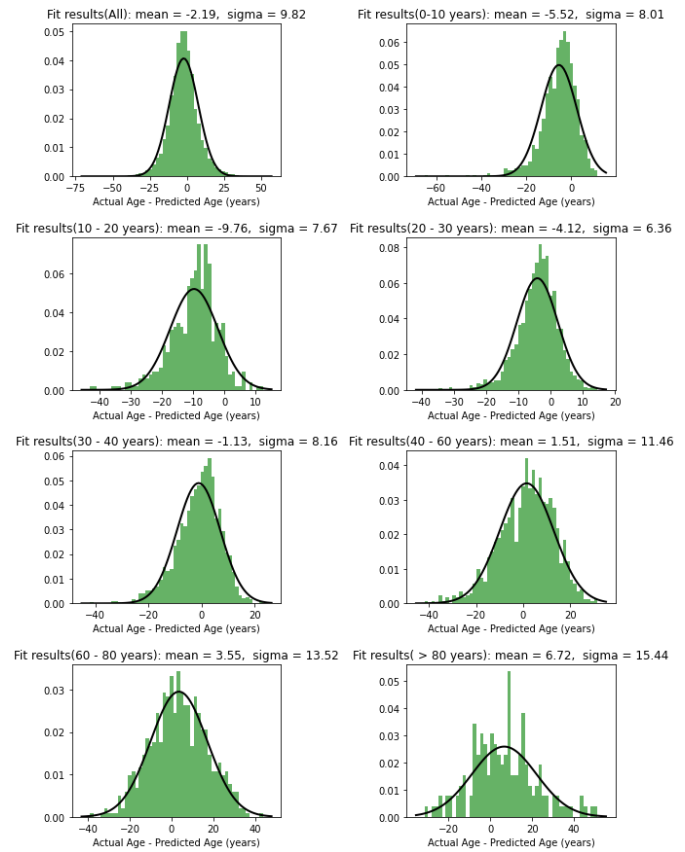 Fit results(All): mean = -2.19,  sigma = 9.82
0.05
0.04
0.03
0.02
0.01
0.00
−75 −50 −25 0 25 50
Actual Age - Predicted Age (years)
Fit results(0-10 years): mean = -5.52,  sigma = 8.01
0.06
0.05
0.04
0.03
0.02
0.01
0.00
−60 −40 −20 0
Actual Age - Predicted Age (years)
Fit results(10 - 20 years): mean = -9.76,  sigma = 7.67
0.06
0.04
0.02
0.00
−40 −30 −20 −10 0 10
Actual Age - Predicted Age (years)
Fit results(20 - 30 years): mean = -4.12,  sigma = 6.36
0.08
0.06
0.04
0.02
0.00
−40 −30 −20 −10 0 10 20
Actual Age - Predicted Age (years)
Fit results(30 - 40 years): mean = -1.13,  sigma = 8.16
0.06
0.05
0.04
0.03
0.02
0.01
0.00
−40 −20 0 20
Actual Age - Predicted Age (years)
Fit results(40 - 60 years): mean = 1.51,  sigma = 11.46
0.04
0.03
0.02
0.01
0.00
−40 −20 0 20
Actual Age - Predicted Age (years)
Fit results(60 - 80 years): mean = 3.55,  sigma = 13.52
0.03
0.02
0.01
0.00
−40 −20 0 20 40
Actual Age - Predicted Age (years)
Fit results( > 80 years): mean = 6.72,  sigma = 15.44
0.05
0.04
0.03
0.02
0.01
0.00
−20 0 20 40
Actual Age - Predicted Age (years)